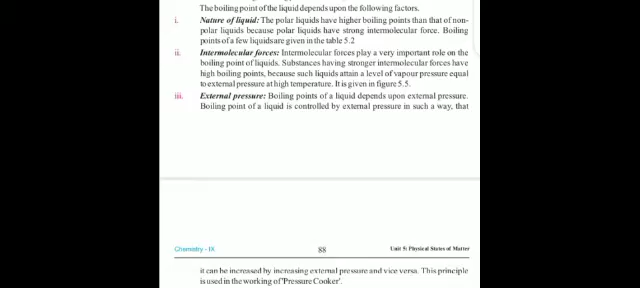 The boiling point of the liquid depends upon the following factors.
i. Nature of liquid: The polar liquids have higher boiling points than that of non-
polar liquids because polar liquids have strong intermolecular force. Boiling
points of a few liquids are given in the table 5.2
ii. Intermolecular forces: Intermolecular forces play a very important role on the
boiling point of liquids. Substances having stronger intermolecular forces have
high boiling points, because such liquids attain a level of vapour pressure equal
to external pressure at high temperature. It is given in figure 5.5.
iii. External pressure: Boiling points of a liquid depends upon external pressure.
Boiling point of a liquid is controlled by external pressure in such a way, that
Chemistry - IX 88 Unit 5: Physical States of Matter
it can be increased by increasing external pressure and vice versa. This principle
is used in the working of 'Pressure Cooker'.